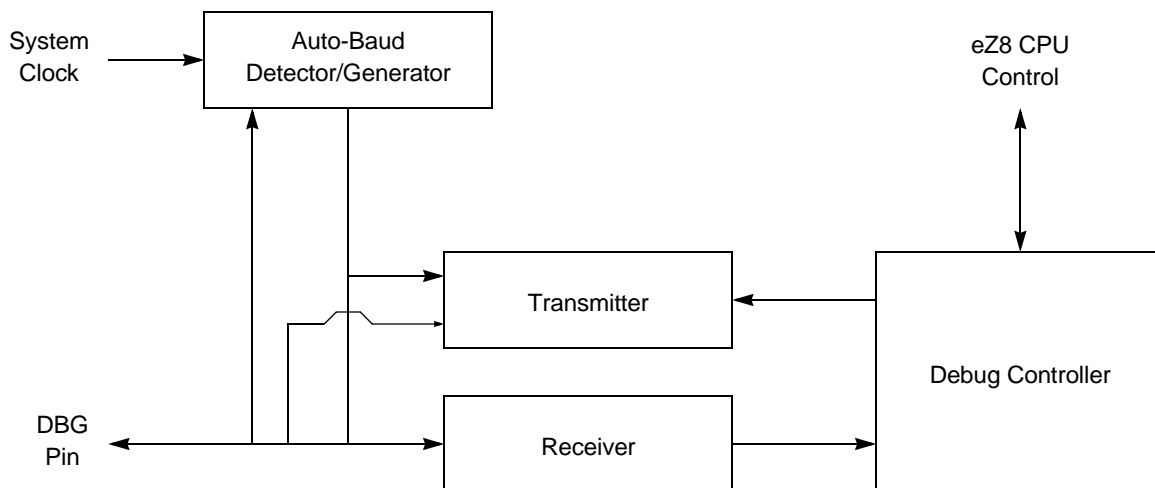 System
Clock
Auto-Baud
Detector/Generator
eZ8 CPU
Control
Transmitter
Debug Controller
DBG
Pin
Receiver